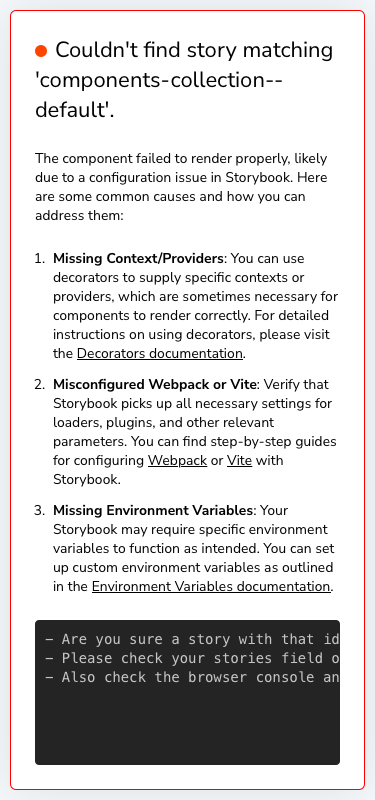 Couldn't find story matching
'components-collection--
default'.
The component failed to render properly, likely
due to a configuration issue in Storybook. Here
are some common causes and how you can
address them:
1. Missing Context/Providers: You can use
decorators to supply specific contexts or
providers, which are sometimes necessary for
components to render correctly. For detailed
instructions on using decorators, please visit
the Decorators documentation.
2. Misconfigured Webpack or Vite: Verify that
Storybook picks up all necessary settings for
loaders, plugins, and other relevant
parameters. You can find step-by-step guides
for configuring Webpack or Vite with
Storybook.
3. Missing Environment Variables: Your
Storybook may require specific environment
variables to function as intended. You can set
up custom environment variables as outlined
in the Environment Variables documentation.
– Are you sure a story with that id
– Please check your stories field o
– Also check the browser console an